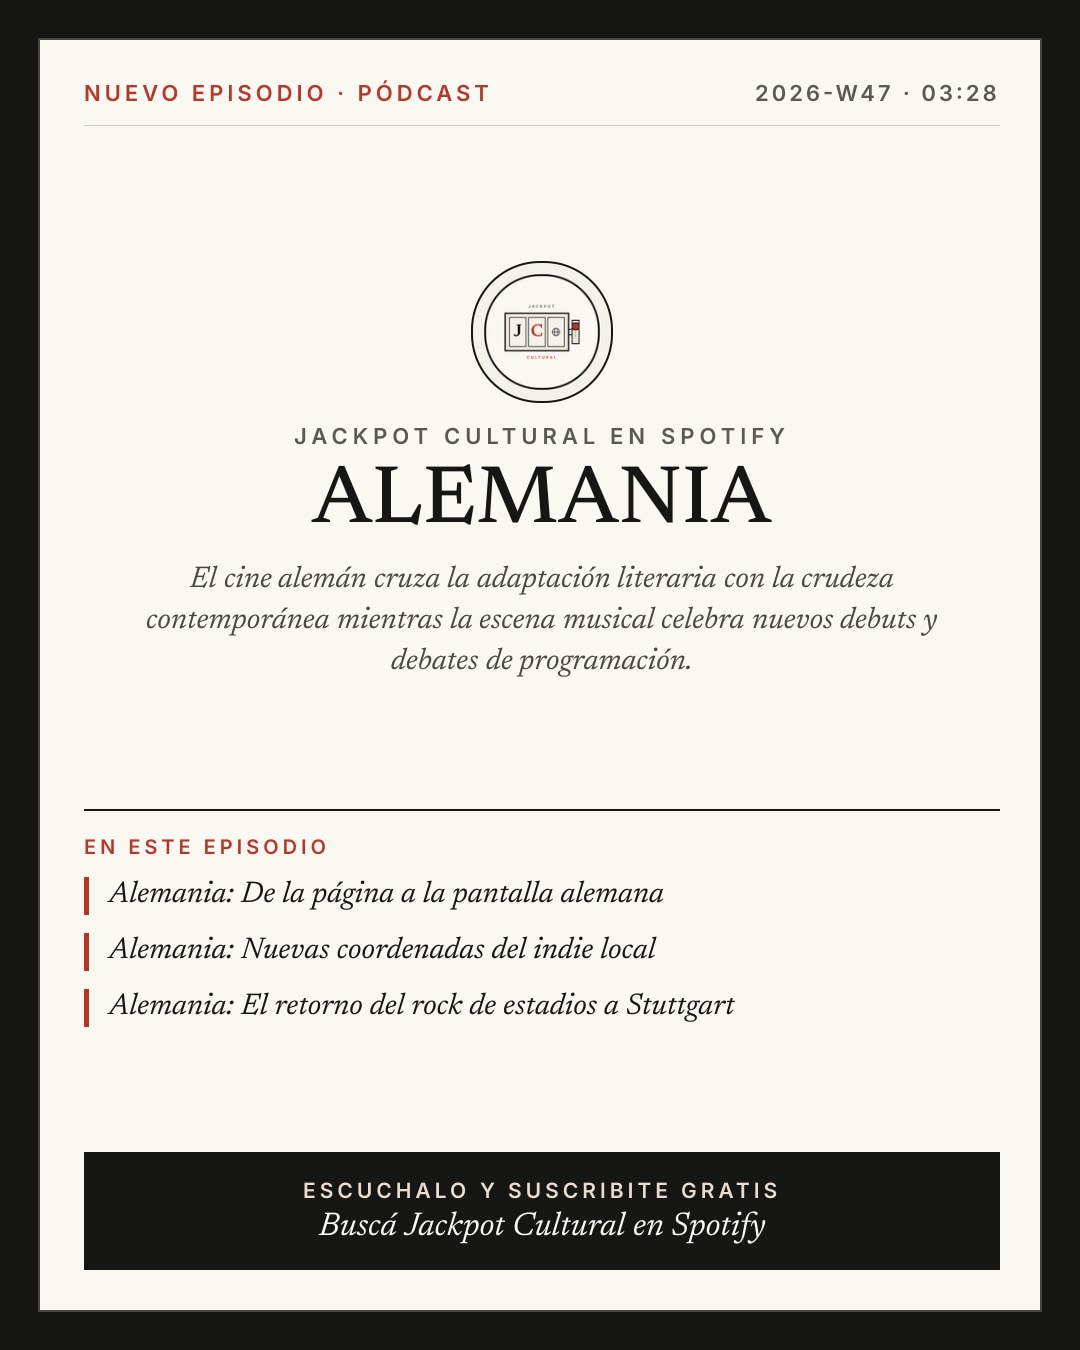 NUEVO EPISODIO · PÓDCAST
2026-W47 · 03:28
JACKPOT
J C
CULTURAL
JACKPOT CULTURAL EN SPOTIFY
ALEMANIA
El cine alemán cruza la adaptación literaria con la crudeza
contemporánea mientras la escena musical celebra nuevos debuts y
debates de programación.
EN ESTE EPISODIO
Alemania: De la página a la pantalla alemana
Alemania: Nuevas coordenadas del indie local
Alemania: El retorno del rock de estadios a Stuttgart
ESCUCHALO Y SUSCRIBITE GRATIS
Buscá Jackpot Cultural en Spotify